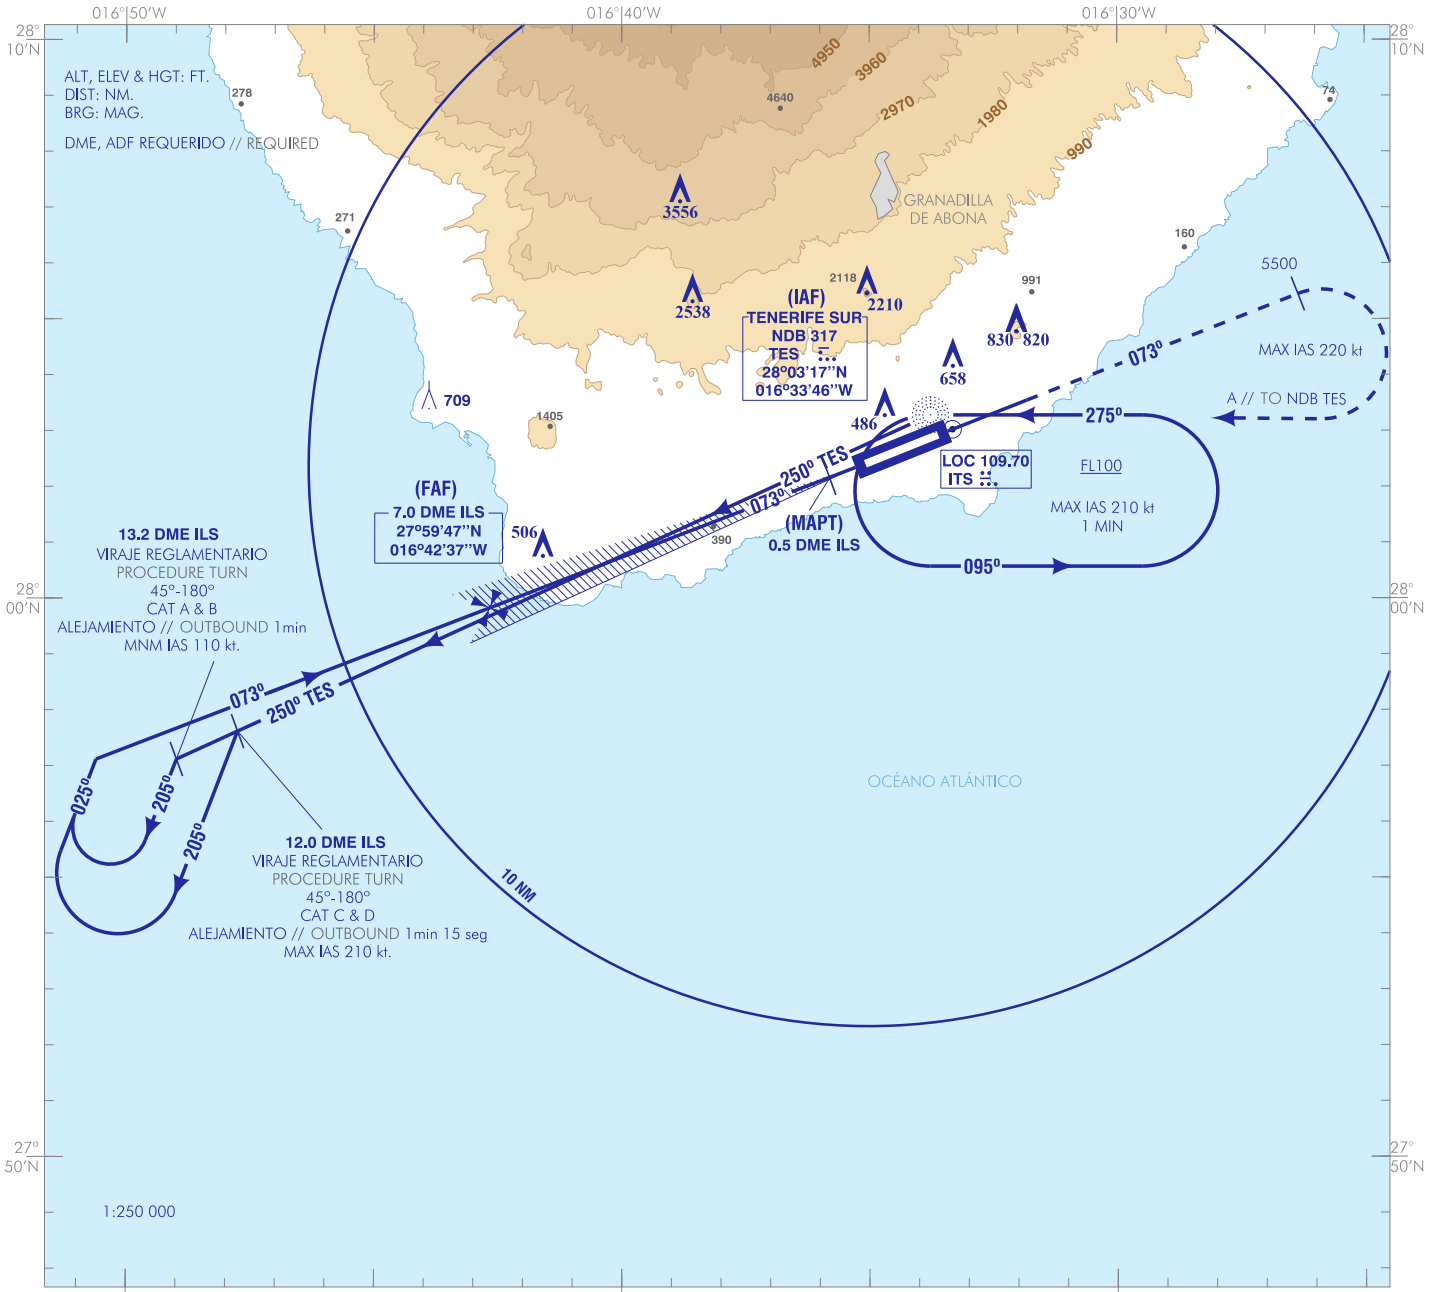 016°50'W
016°40'W
016°30'W
28°
10'N
28°
10'N
ALT, ELEV & HGT: FT.
DIST: NM.
BRG: MAG.
DME, ADF REQUERIDO // REQUIRED
278
271
4640
4950
3960
2970
1980
990
74
160
991
3556
2538
2118
2210
830
820
658
486
GRANADILLA
DE ABONA
(IAF)
TENERIFE SUR
NDB 317
TES
28°03'17''N
016°33'46''W
5500
073°
MAX IAS 220 kt
A // TO NDB TES
275°
FL100
MAX IAS 210 kt
1 MIN
095°
LOC 109.70
ITS
709
1405
250° TES
073°
(MAPT)
0.5 DME ILS
390
506
(FAF)
7.0 DME ILS
27°59'47''N
016°42'37''W
13.2 DME ILS
VIRAJE REGLAMENTARIO
PROCEDURE TURN
45°-180°
CAT A & B
ALEJAMIENTO // OUTBOUND 1min
MNM IAS 110 kt.
28°
00'N
28°
00'N
073°
250° TES
025°
205°
205°
12.0 DME ILS
VIRAJE REGLAMENTARIO
PROCEDURE TURN
45°-180°
CAT C & D
ALEJAMIENTO // OUTBOUND 1min 15 seg
MAX IAS 210 kt.
10 NM
OCÉANO ATLÁNTICO
27°
50'N
27°
50'N
1:250 000